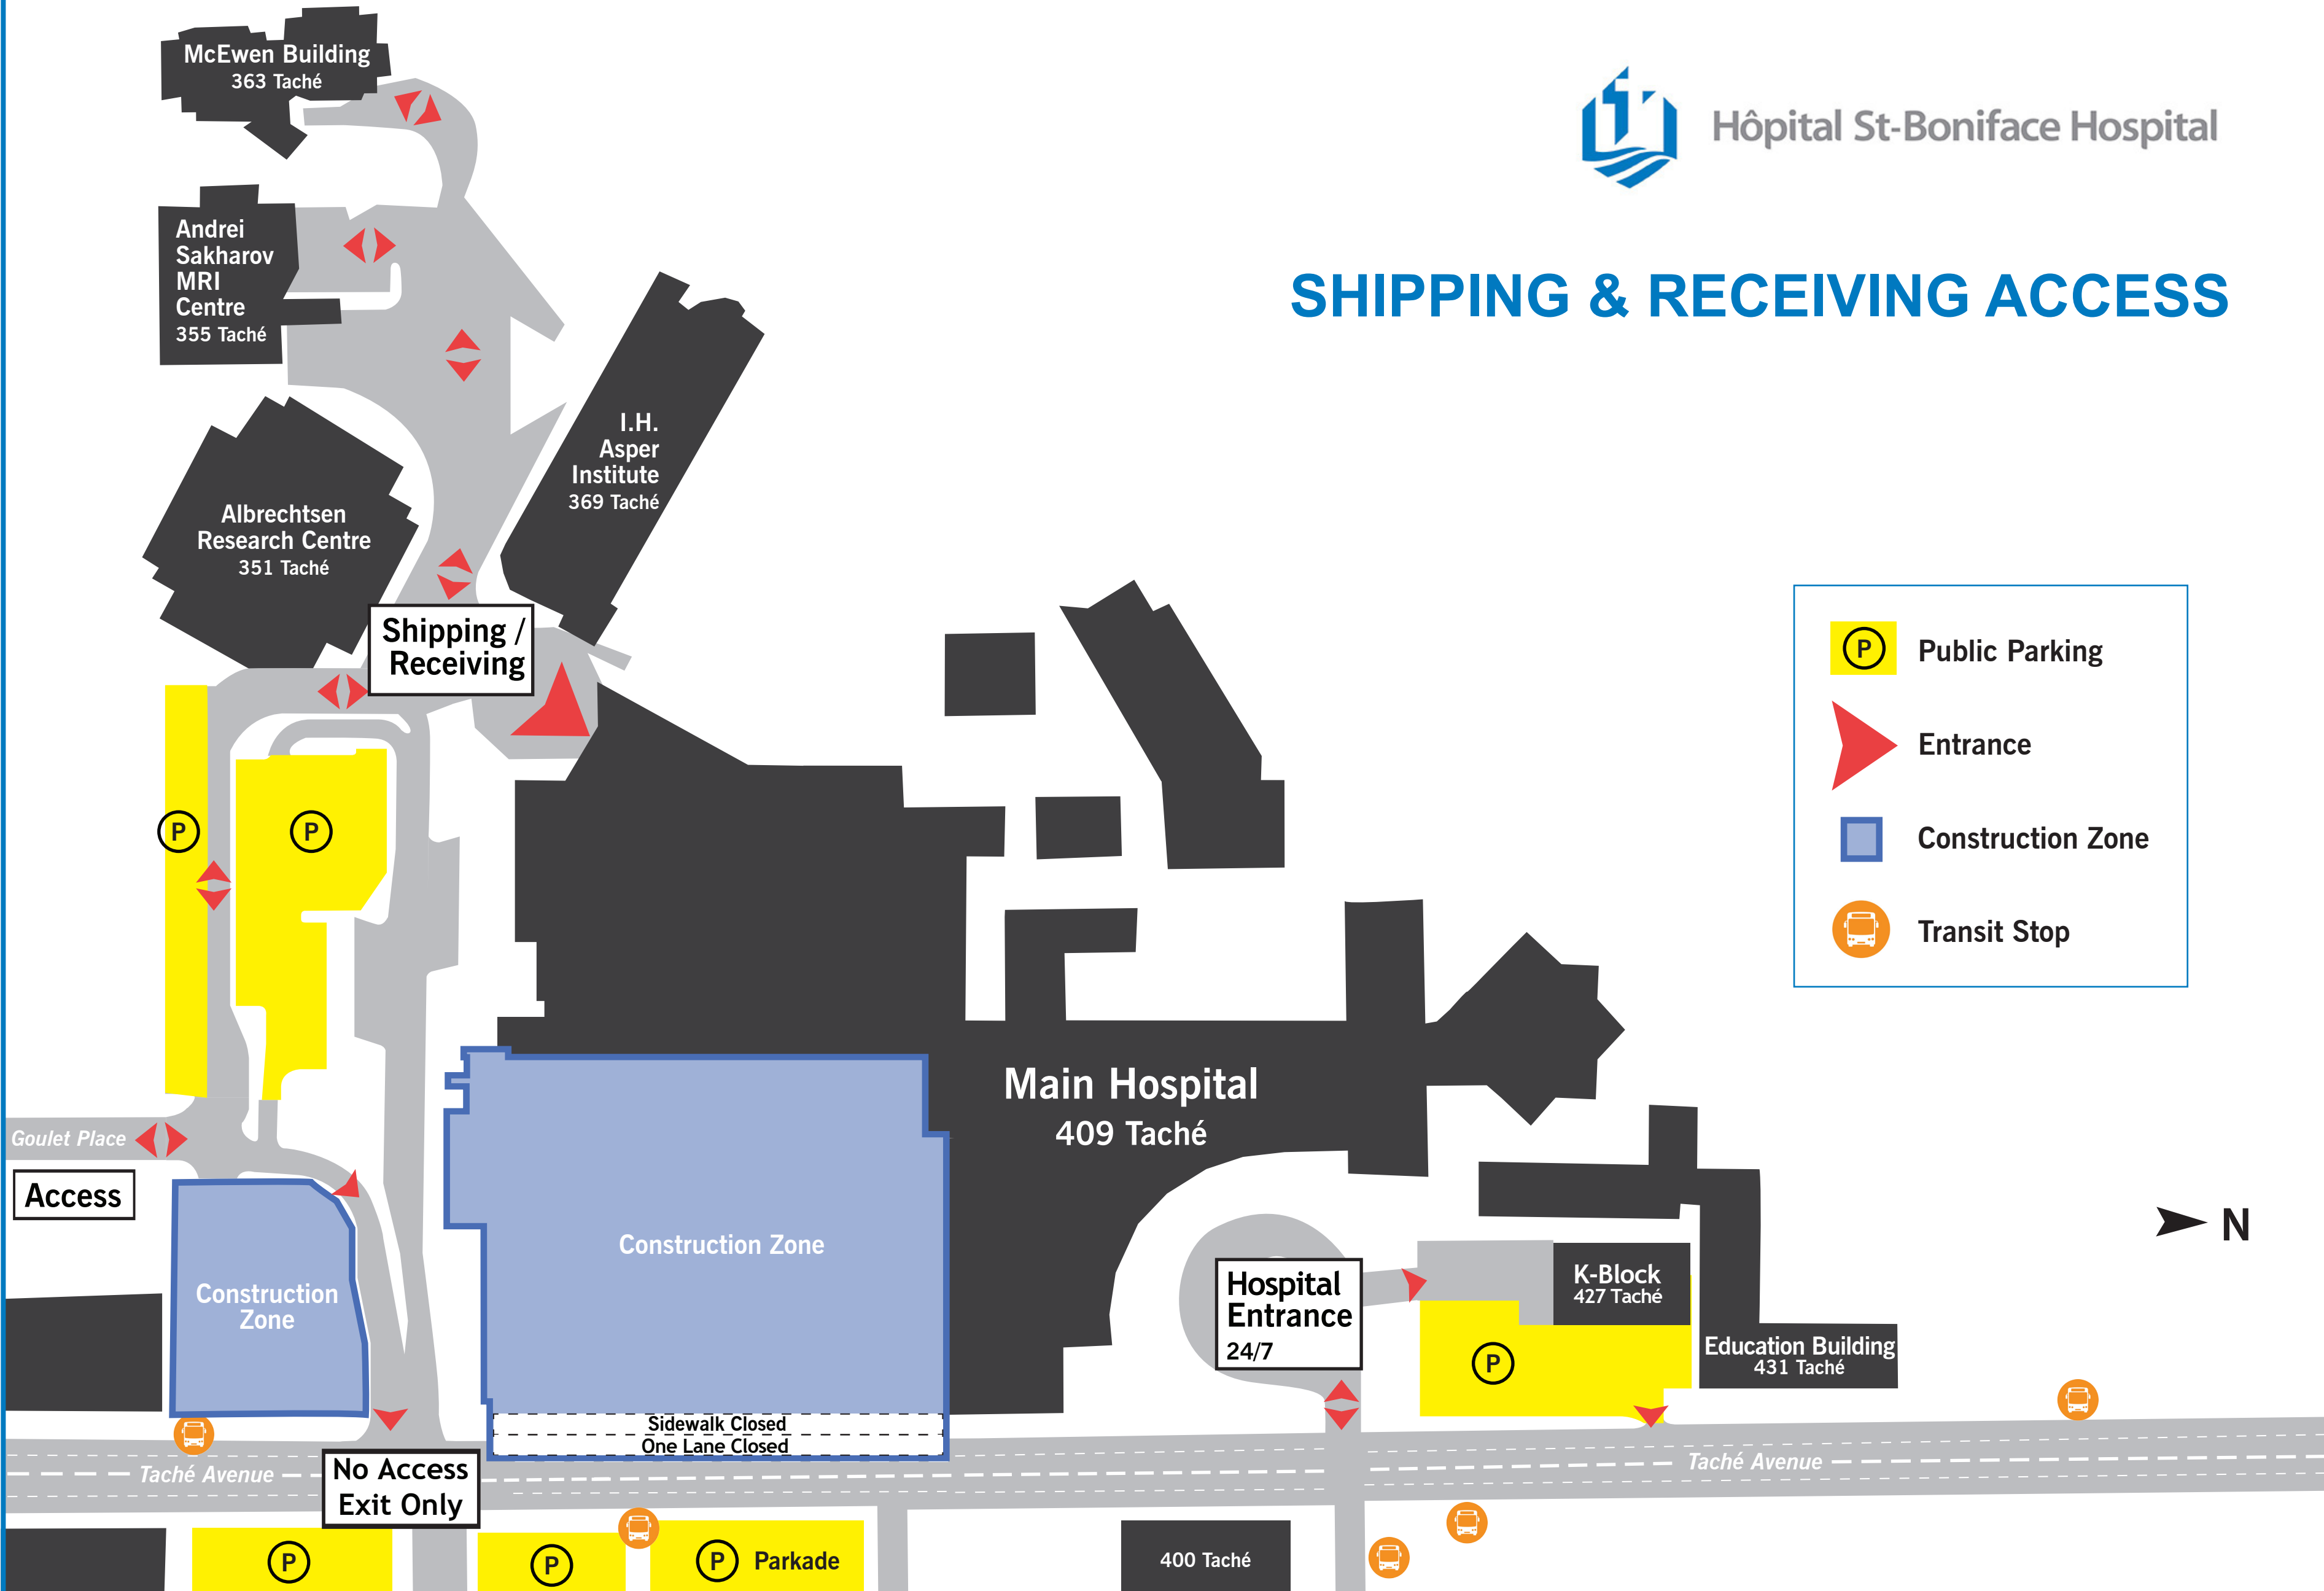 McEwen Building
363 Taché
Hôpital St-Boniface Hospital
SHIPPING & RECEIVING ACCESS
Andrei
Sakharov
MRI
Centre
355 Taché
I.H.
Asper
Institute
369 Taché
Albrechtsen
Research Centre
351 Taché
Shipping /
Receiving
P
Public Parking
Entrance
Construction Zone
Transit Stop
P
P
Main Hospital
409 Taché
Goulet Place
Access
Construction Zone
Construction
Zone
N
Hospital
Entrance
24/7
K-Block
427 Taché
P
Education Building
431 Taché
Sidewalk Closed
One Lane Closed
Taché Avenue
No Access
Exit Only
Taché Avenue
P
P
P
Parkade
400 Taché